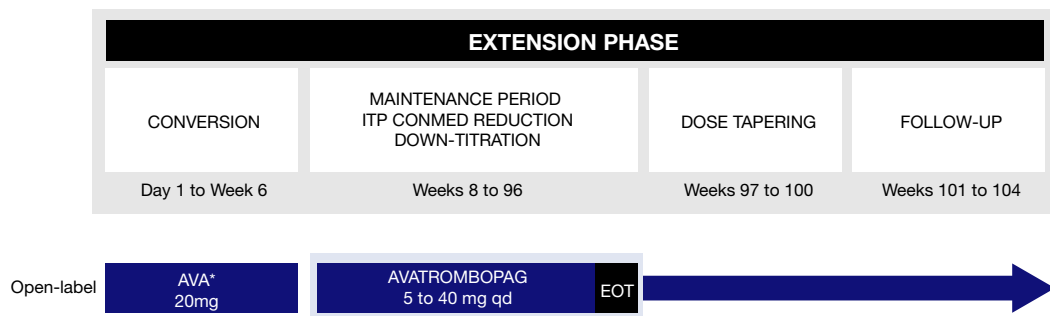 EXTENSION PHASE
CONVERSION
MAINTENANCE PERIOD
ITP CONMED REDUCTION
DOWN-TITRATION
DOSE TAPERING
FOLLOW-UP
Day 1 to Week 6
Weeks 8 to 96
Weeks 97 to 100
Weeks 101 to 104
Open-label
AVA*
20mg
AVATROMBOPAG
5 to 40 mg qd
EOT